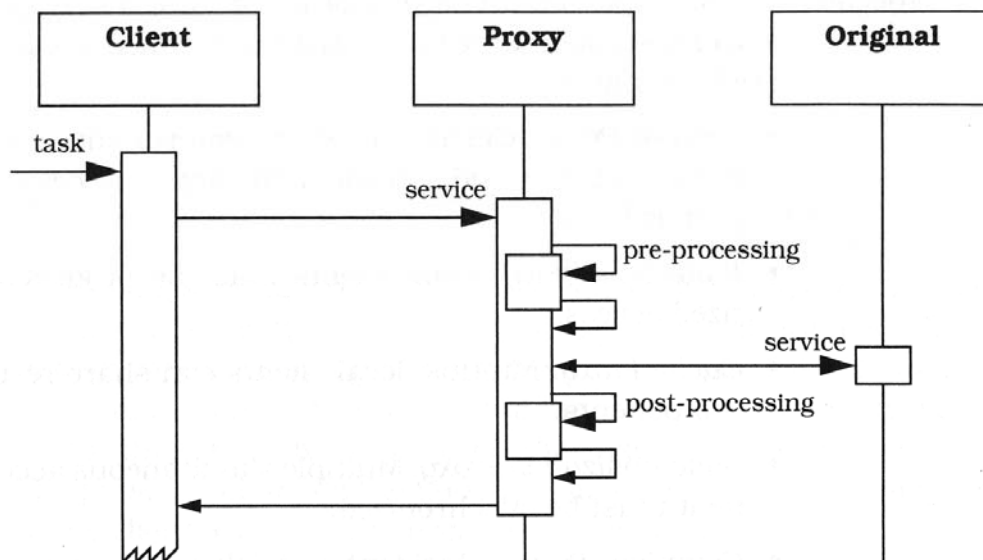 Client
Proxy
Original
task
service
pre-processing
service
post-processing